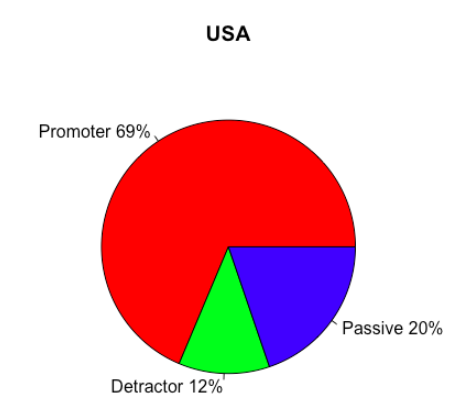 USA
Promoter 69%
Passive 20%
Detractor 12%